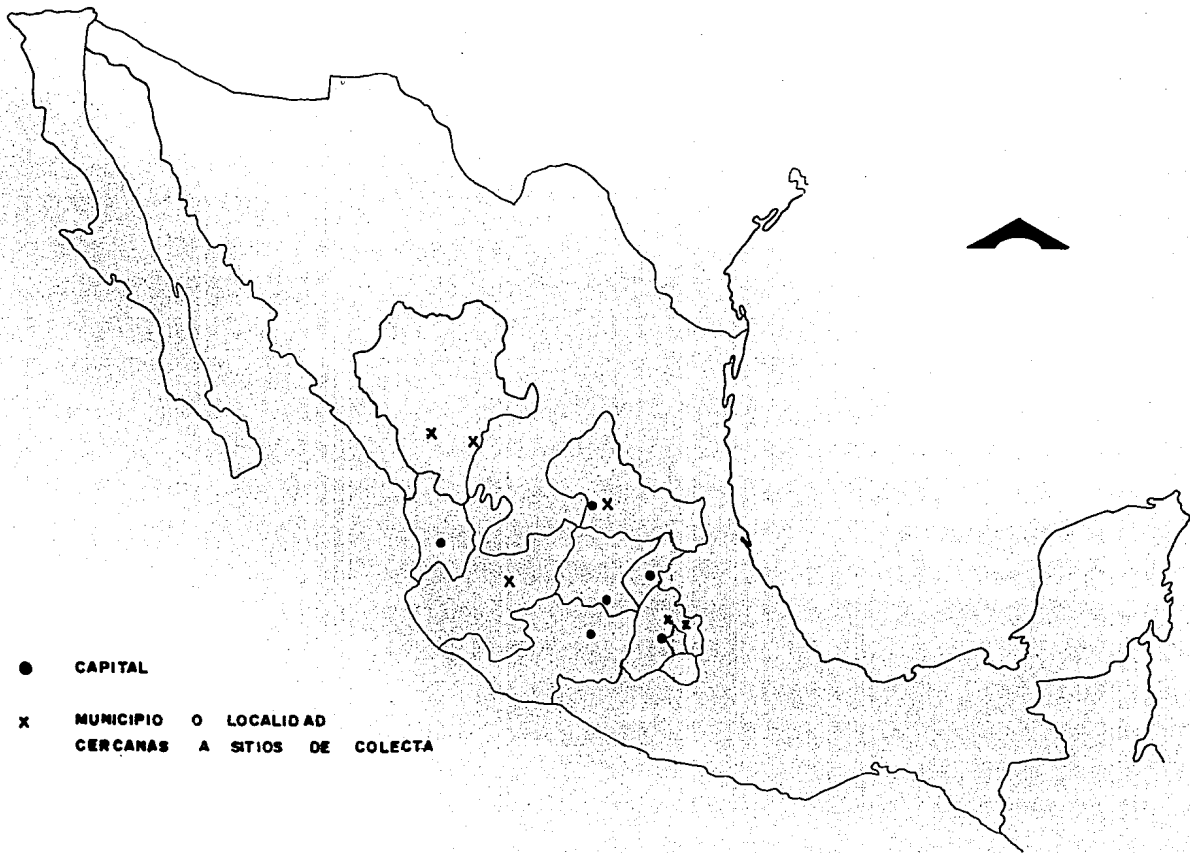 ● CAPITAL
x MUNICIPIO O LOCALIDAD
CERCANAS A SITIOS DE COLECTA